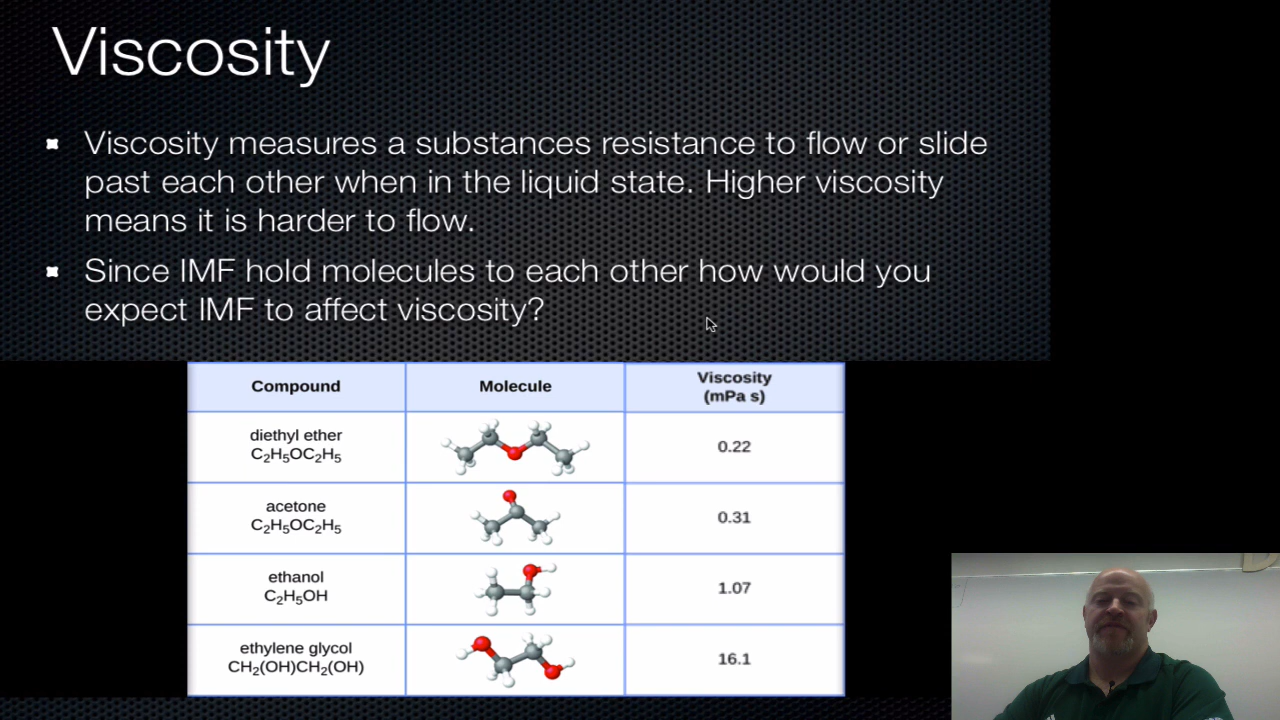 Viscosity
Viscosity measures a substances resistance to flow or slide
past each other when in the liquid state. Higher viscosity
means it is harder to flow.
Since IMF hold molecules to each other how would you
expect IMF to affect viscosity?
Compound Molecule Viscosity (mPa s)
diethyl ether
C₂H₅OC₂H₅ 0.22
acetone
C₂H₅OC₂H₅ 0.31
ethanol
C₂H₅OH 1.07
ethylene glycol
CH₂(OH)CH₂(OH) 16.1